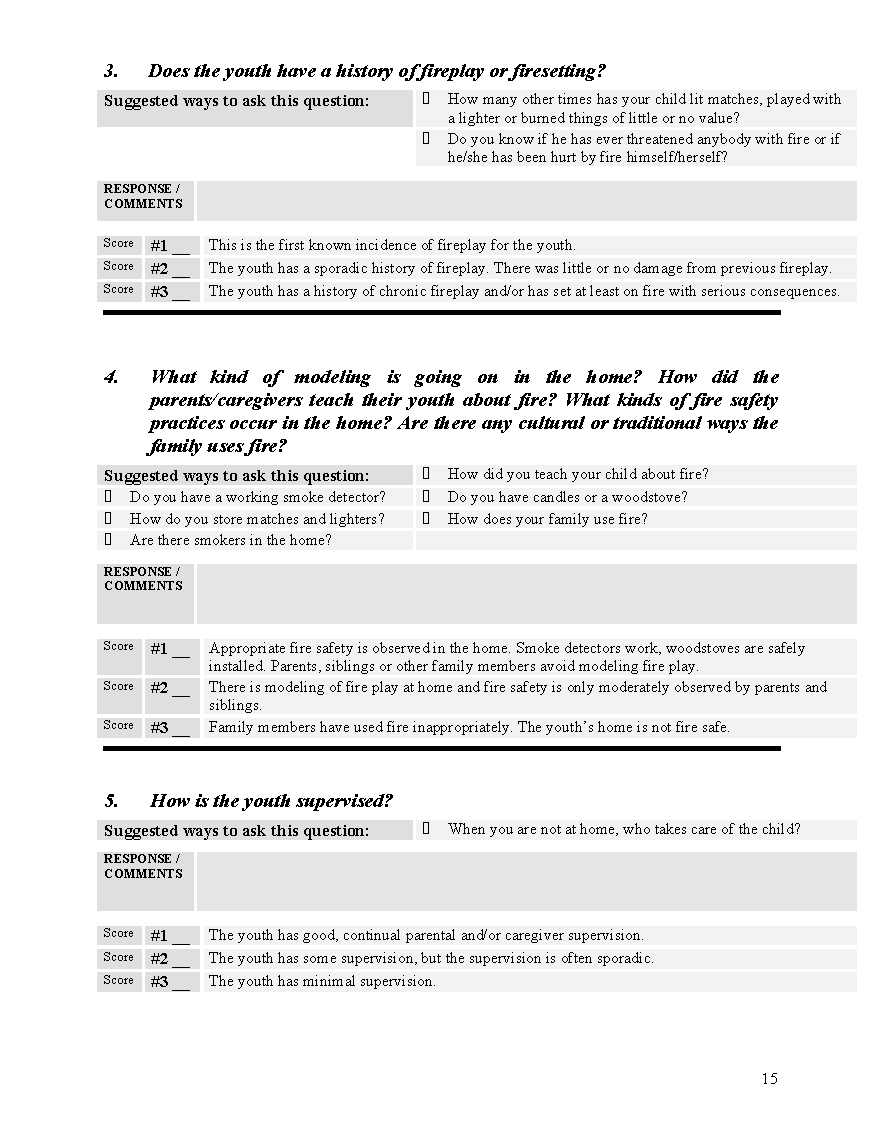 3. Does the youth have a history of fireplay or firesetting?
Suggested ways to ask this question:
How many other times has your child lit matches, played with
a lighter or burned things of little or no value?
Do you know if he has ever threatened anybody with fire or if
he/she has been hurt by fire himself/herself?
RESPONSE /
COMMENTS
Score #1 __ This is the first known incidence of fireplay for the youth.
Score #2 __ The youth has a sporadic history of fireplay. There was little or no damage from previous fireplay.
Score #3 __ The youth has a history of chronic fireplay and/or has set at least on fire with serious consequences.
4. What kind of modeling is going on in the home? How did the
parents/caregivers teach their youth about fire? What kinds of fire safety
practices occur in the home? Are there any cultural or traditional ways the
family uses fire?
Suggested ways to ask this question:
Do you have a working smoke detector?
How do you store matches and lighters?
Are there smokers in the home?
How did you teach your child about fire?
Do you have candles or a woodstove?
How does your family use fire?
RESPONSE /
COMMENTS
Score #1 __ Appropriate fire safety is observed in the home. Smoke detectors work, woodstoves are safely
installed. Parents, siblings or other family members avoid modeling fire play.
Score #2 __ There is modeling of fire play at home and fire safety is only moderately observed by parents and
siblings.
Score #3 __ Family members have used fire inappropriately. The youth's home is not fire safe.
5. How is the youth supervised?
Suggested ways to ask this question:
When you are not at home, who takes care of the child?
RESPONSE /
COMMENTS
Score #1 __ The youth has good, continual parental and/or caregiver supervision.
Score #2 __ The youth has some supervision, but the supervision is often sporadic.
Score #3 __ The youth has minimal supervision.
15